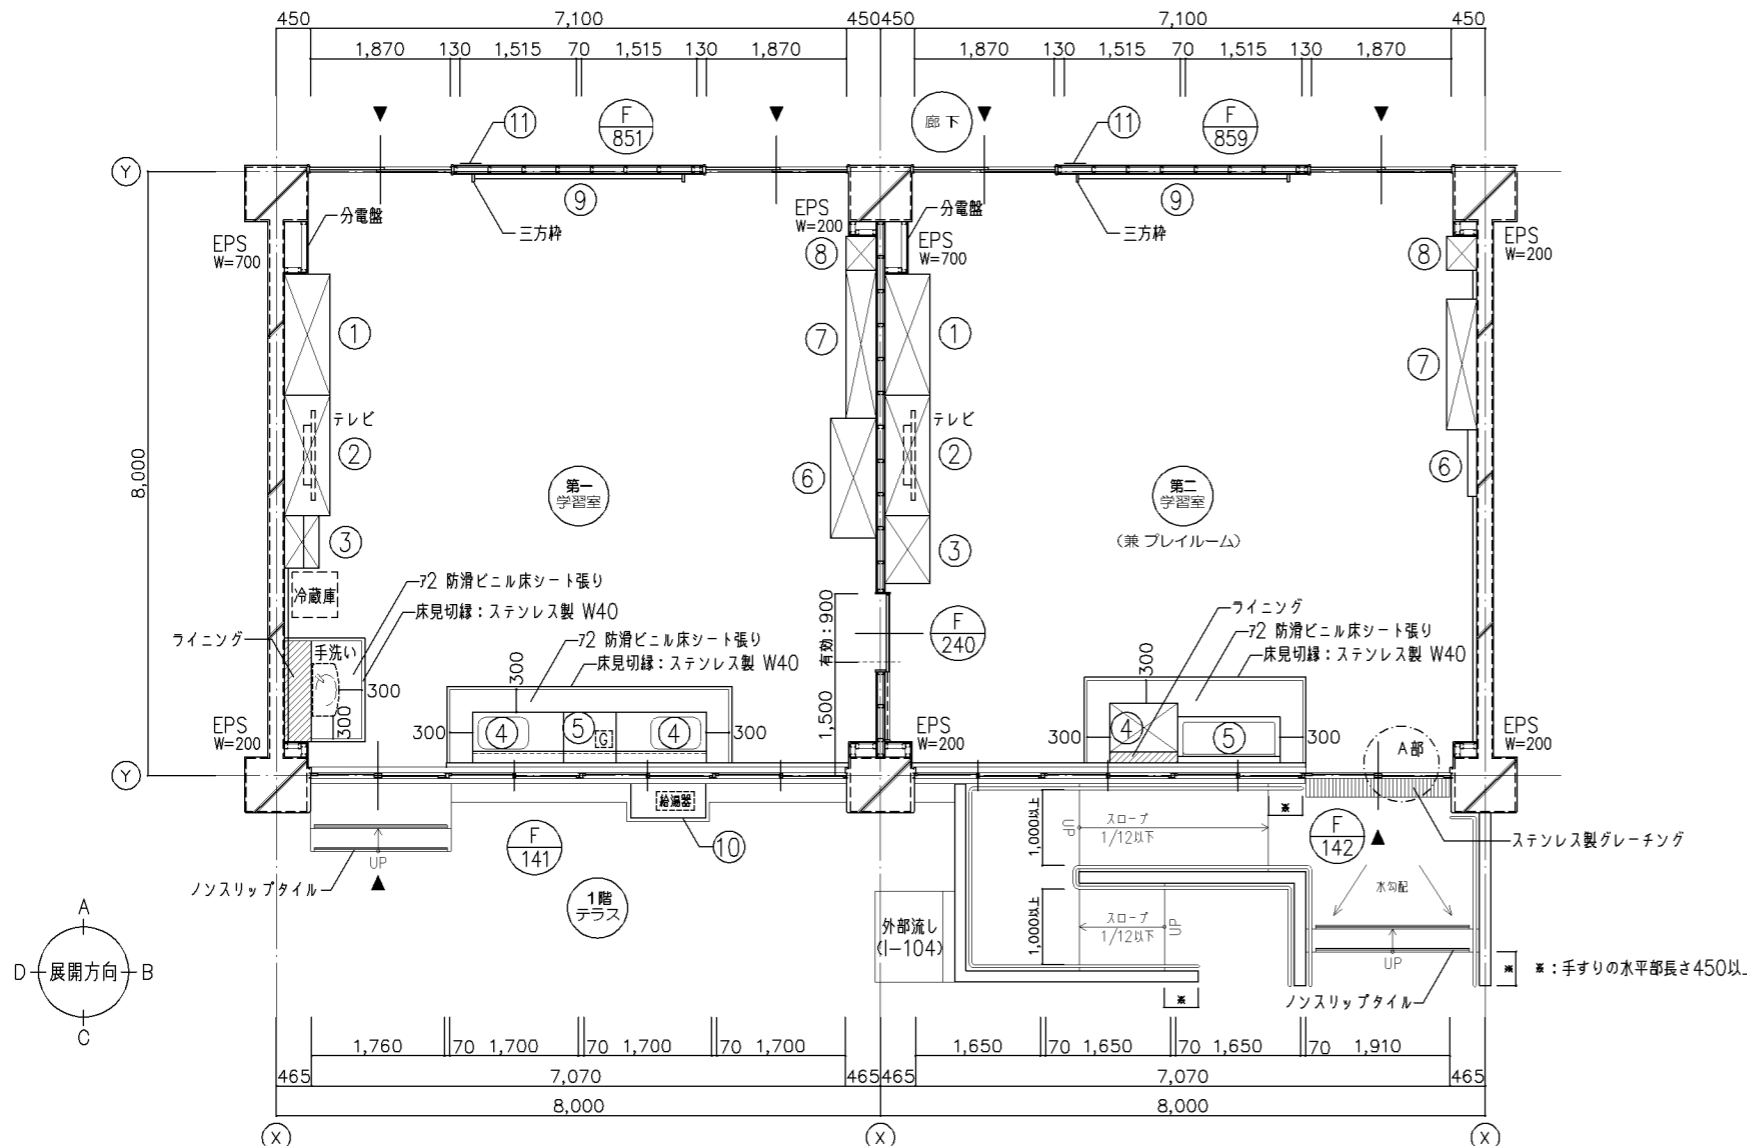 450 7,100 450 450 7,100 450
1,870 130 1,515 70 1,515 130 1,870 1,870 130 1,515 70 1,515 130 1,870
11 F 851 廊下 11 F 859
Y
9 9
分電盤 EPS W=200 分電盤
三方枠 三方枠
EPS W=700 8 EPS W=700 8 EPS W=200
1 7 1 7
テレビ テレビ
2 6 2 6
8,000
第一 学習室 第二 学習室
(兼 プレイルーム)
3 3
冷蔵庫
ア2 防滑ビニル床シート張り
床見切縁：ステンレス製 W40
ライニング 手洗い
300
300
ア2 防滑ビニル床シート張り
床見切縁：ステンレス製 W40
300
有効：900
1,500
F 240
ライニング
ア2 防滑ビニル床シート張り
床見切縁：ステンレス製 W40
300
EPS W=200 300 4 5 G 4 300 EPS W=200 300 4 5 300 A部 EPS W=200
Y
給湯器
10
F 141
UP
ノンスリップタイル
1階 テラス
1,000以上 UP スロープ 1/12以下 ※
F 142
ステンレス製グレーチング
水勾配
外部流し (I-104)
1,000以上 スロープ 1/12以下 UP
UP
※
※ ※：手すりの水平部長さ450以
ノンスリップタイル
A
D 展開方向 B
C
1,760 70 1,700 70 1,700 70 1,700 1,650 70 1,650 70 1,650 70 1,910
465 7,070 465 465 7,070 465
8,000 8,000
X X X